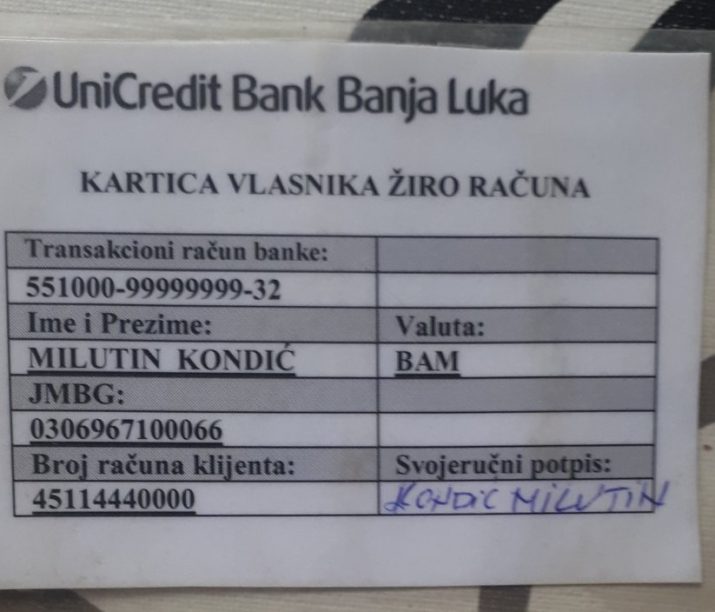 UniCredit Bank Banja Luka
KARTICA VLASNIKA ŽIRO RAČUNA
Transakcioni račun banke:
551000-99999999-32
Ime i Prezime: Valuta:
MILUTIN KONDIĆ BAM
JMBG:
0306967100066
Broj računa klijenta: Svojeručni potpis:
45114440000 KONDIC MILUTIN